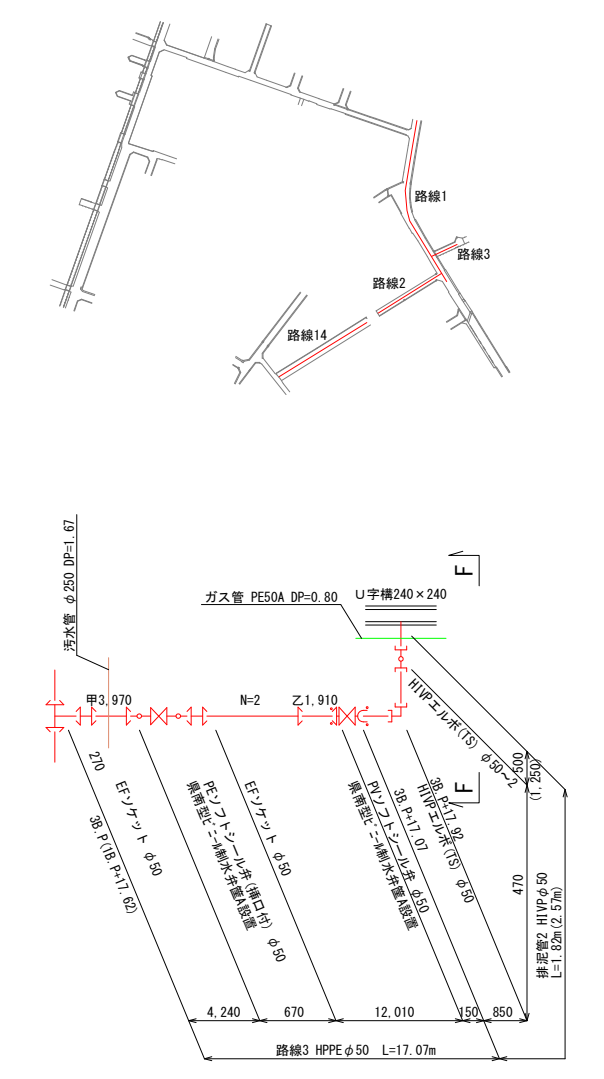 路線1
路線3
路線2
路線14
汚水管 φ250 DP=1.67
ガス管 PE50A DP=0.80
U字構240×240
F
甲3,970
N=2
乙1,910
HIVPエルボ(TS) φ50～2
500
(1,250)
F
270
3B.P(1B.P+17.62)
EFソケット φ50
PEソフトシール弁(挿口付) φ50
県南型ビニール制水弁筐A設置
EFソケット φ50
PVソフトシール弁 φ50
県南型ビニール制水弁筐A設置
3B.P+17.07
3B.P+17.92
HIVPエルボ(TS) φ50
470
排泥管2 HIVPφ50
L=1.82m(2.57m)
4,240
670
12,010
150
850
路線3 HPPEφ50 L=17.07m